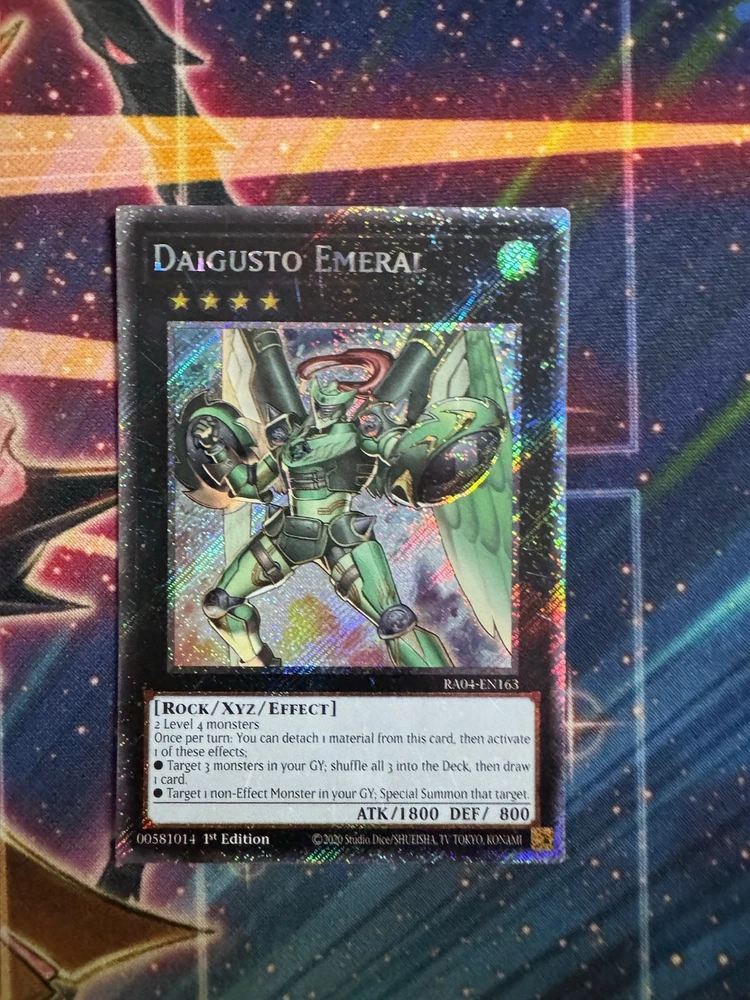 DAIGUSTO EMERAL
RA04-EN163
[ROCK/XYZ/EFFECT]
2 Level 4 monsters
Once per turn: You can detach 1 material from this card, then activate
1 of these effects;
● Target 3 monsters in your GY; shuffle all 3 into the Deck, then draw
1 card.
● Target 1 non-Effect Monster in your GY; Special Summon that target.
ATK/1800 DEF/ 800
00581014 1st Edition ©2020 Studio Dice/SHUEISHA, TV TOKYO, KONAMI